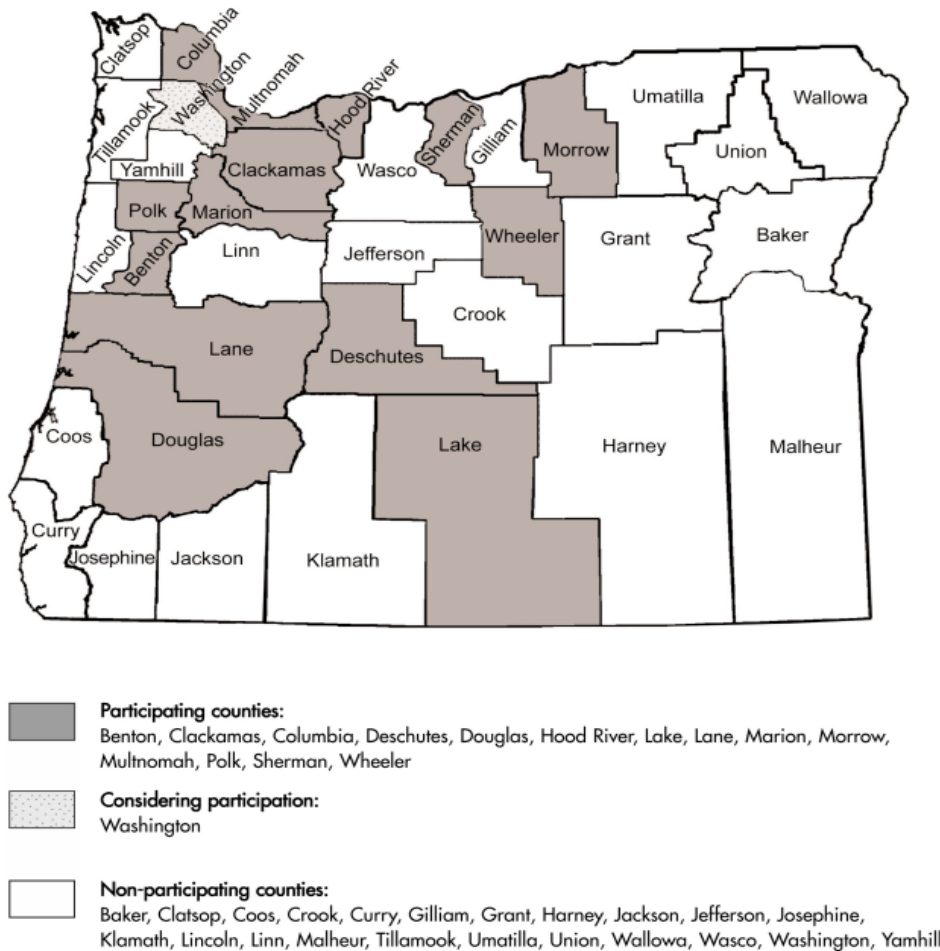 Clatsop
Columbia
Washington
Multnomah
Hood River
Tillamook
Yamhill
Clackamas
Wasco
Sherman
Gilliam
Morrow
Umatilla
Union
Wallowa
Polk
Marion
Lincoln
Benton
Linn
Jefferson
Wheeler
Grant
Baker
Crook
Lane
Deschutes
Coos
Douglas
Lake
Harney
Malheur
Curry
Josephine
Jackson
Klamath
Participating counties:
Benton, Clackamas, Columbia, Deschutes, Douglas, Hood River, Lake, Lane, Marion, Morrow,
Multnomah, Polk, Sherman, Wheeler
Considering participation:
Washington
Non-participating counties:
Baker, Clatsop, Coos, Crook, Curry, Gilliam, Grant, Harney, Jackson, Jefferson, Josephine,
Klamath, Lincoln, Linn, Malheur, Tillamook, Umatilla, Union, Wallowa, Wasco, Washington, Yamhill